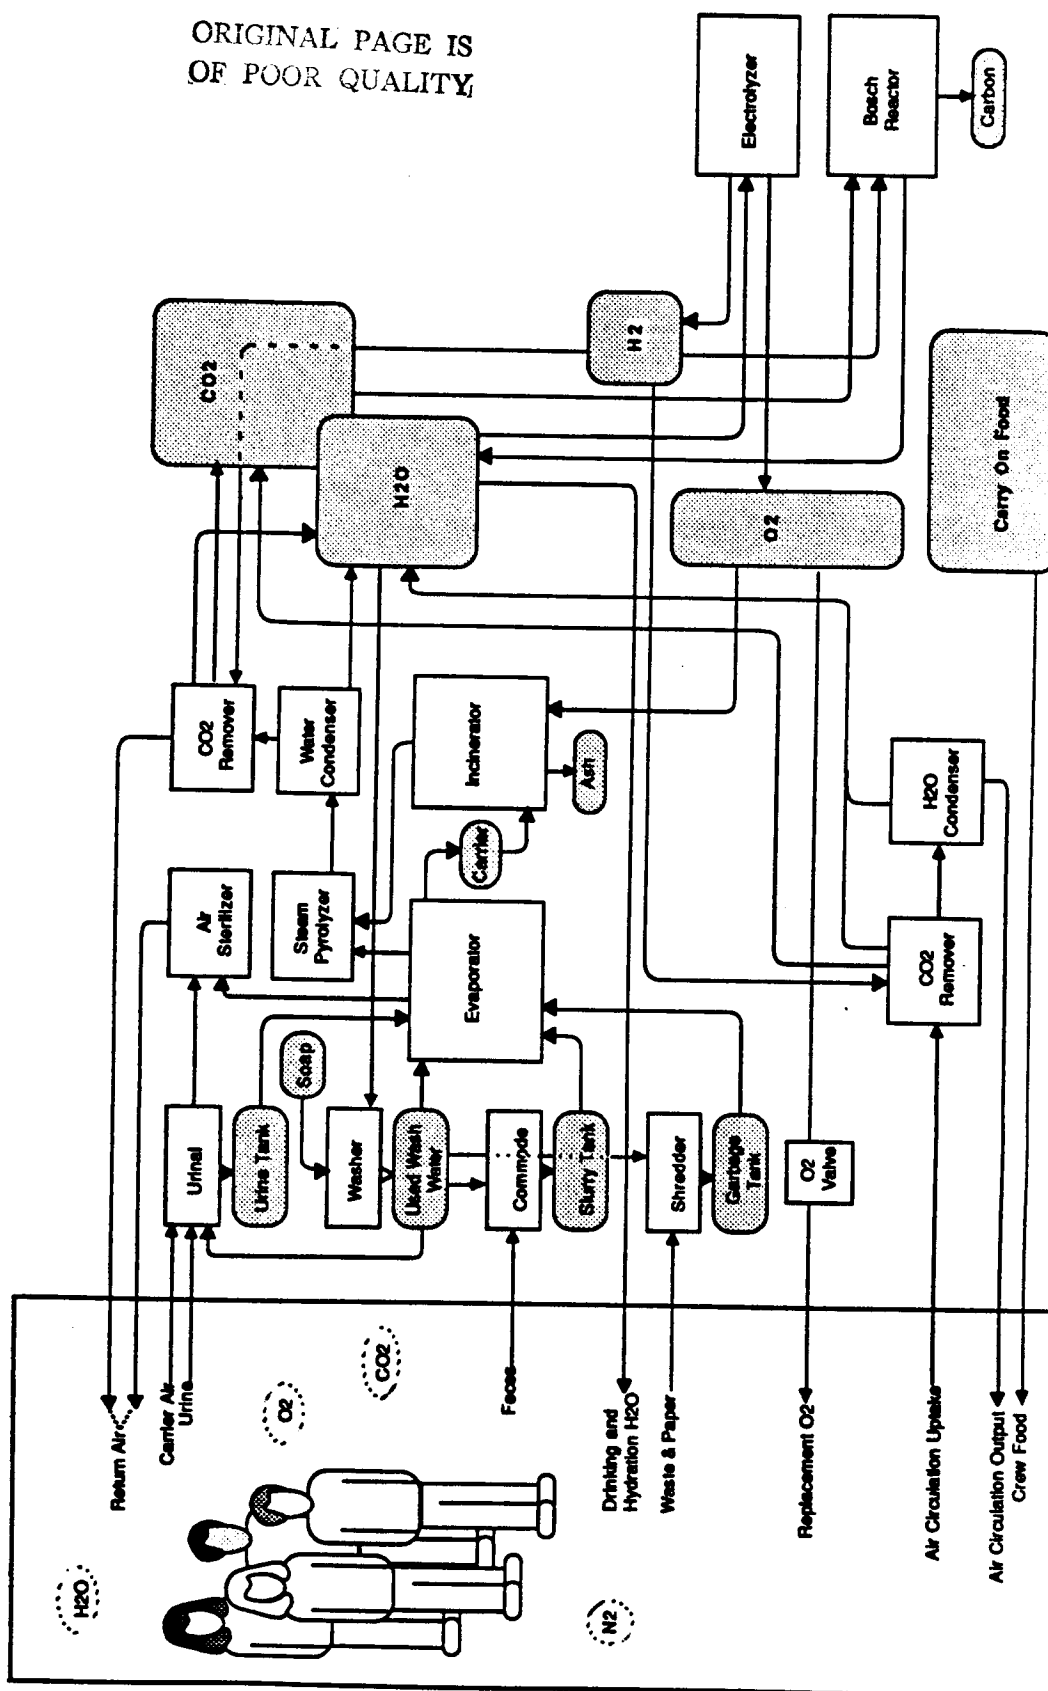 ORIGINAL PAGE IS
OF POOR QUALITY
Electrolyzer
Bosch
Reactor
Carbon
CO2
H2O
H2
O2
Carry On Food
CO2
Remover
Water
Condenser
Incinerator
Ash
H2O
Condenser
Air
Sterilizer
Steam
Pyrolyzer
Carrier
Evaporator
CO2
Remover
Soap
Urinal
Urine Tank
Washer
Used Wash
Water
Commode
Slurry Tank
Shredder
Garbage
Tank
O2
Valve
Return Air
Carrier Air
Urine
Feces
Drinking and
Hydration H2O
Waste & Paper
Replacement O2
Air Circulation Uptake
Air Circulation Output
Crew Food
H2O
O2
CO2
N2